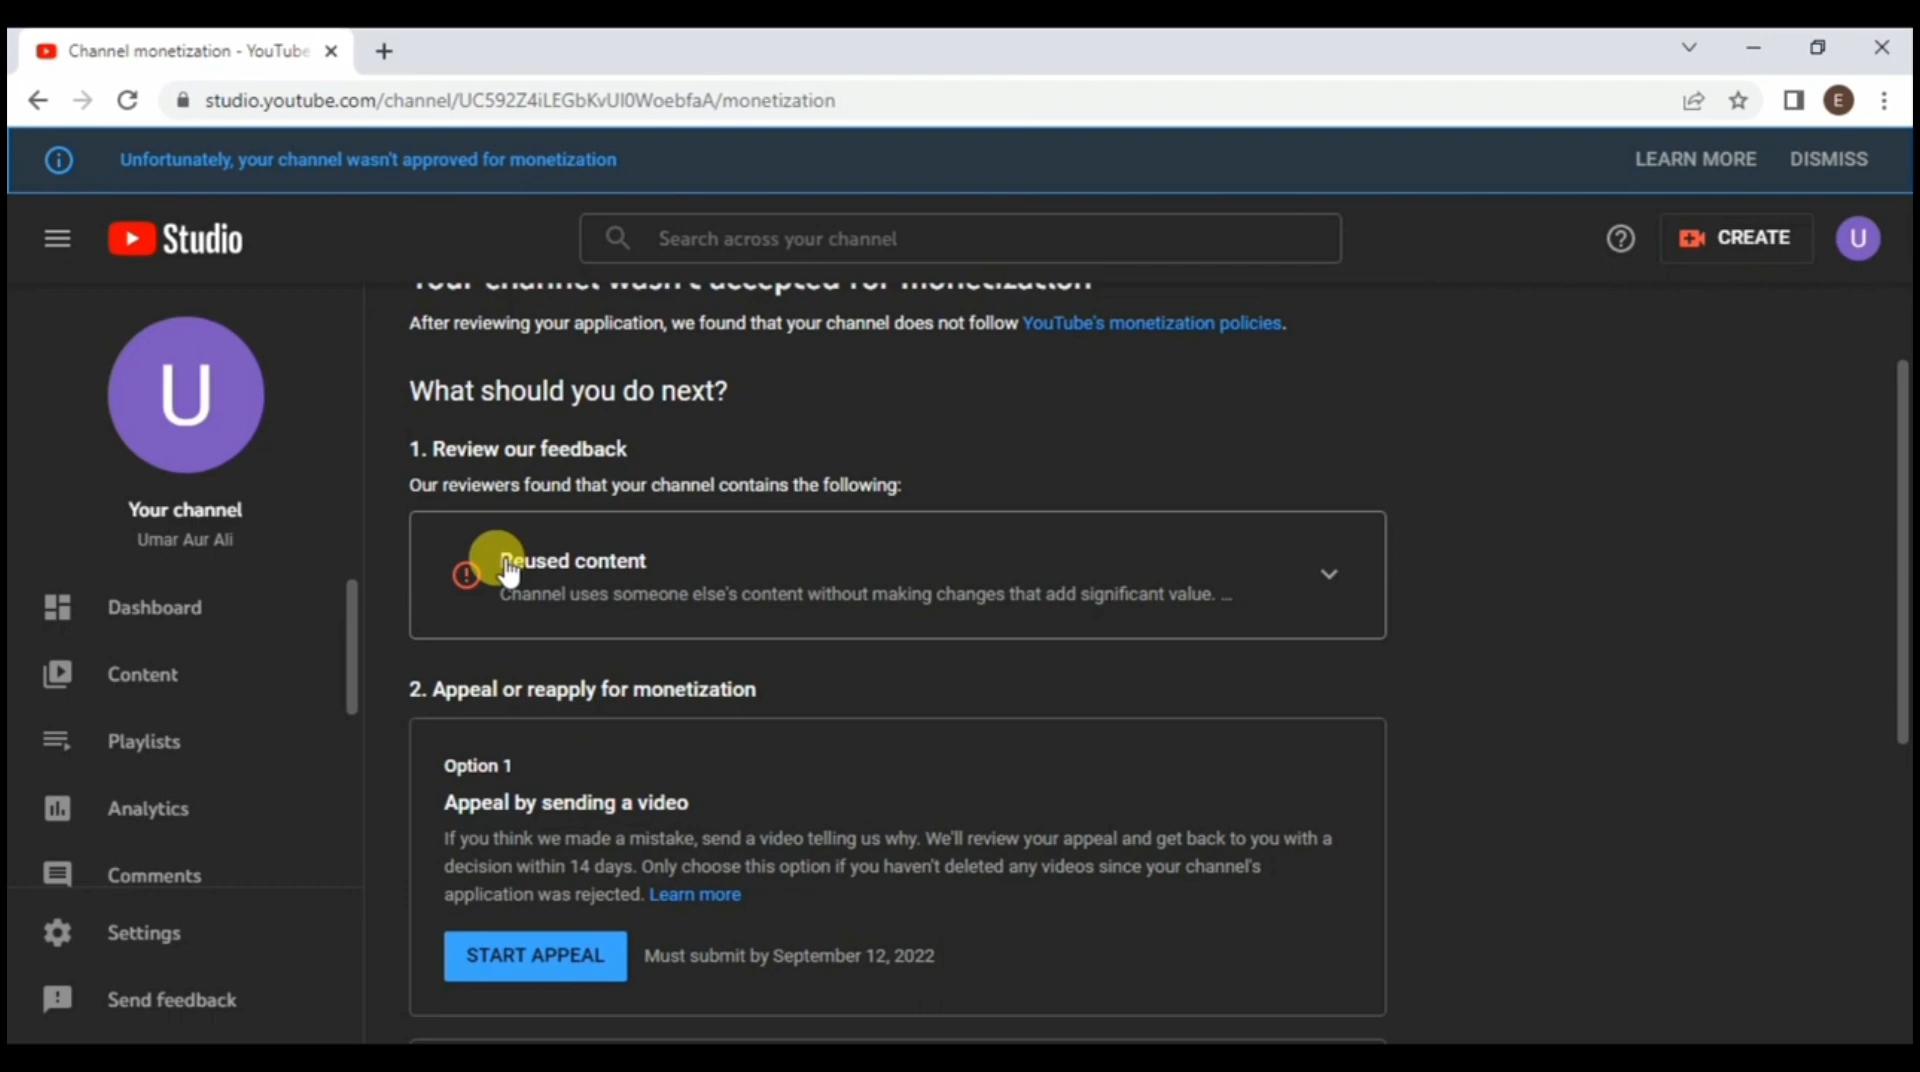 Channel monetization - YouTube
studio.youtube.com/channel/UC592Z4iLEGbKvUI0WoebfaA/monetization
E
Unfortunately, your channel wasn't approved for monetization
LEARN MORE
DISMISS
Studio
Search across your channel
CREATE
U
Your channel wasn't accepted for monetization
After reviewing your application, we found that your channel does not follow YouTube's monetization policies.
U
Your channel
Umar Aur Ali
Dashboard
Content
Playlists
Analytics
Comments
Settings
Send feedback
What should you do next?
1. Review our feedback
Our reviewers found that your channel contains the following:
Reused content
Channel uses someone else's content without making changes that add significant value. ...
2. Appeal or reapply for monetization
Option 1
Appeal by sending a video
If you think we made a mistake, send a video telling us why. We'll review your appeal and get back to you with a
decision within 14 days. Only choose this option if you haven't deleted any videos since your channel's
application was rejected. Learn more
START APPEAL
Must submit by September 12, 2022